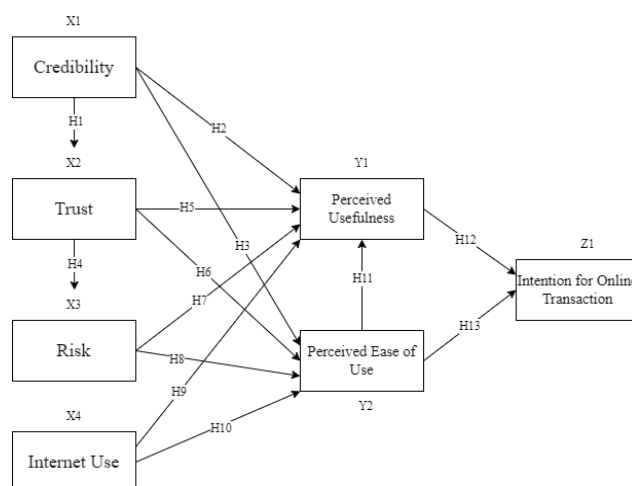 X1
Credibility
H1
H2
X2
Y1
Trust
H5
Perceived
Usefulness
H3
H12
H4
H6
Z1
X3
H7
H11
Intention for Online
Transaction
Risk
H8
Perceived Ease of
Use
H13
X4
H9
Y2
Internet Use
H10